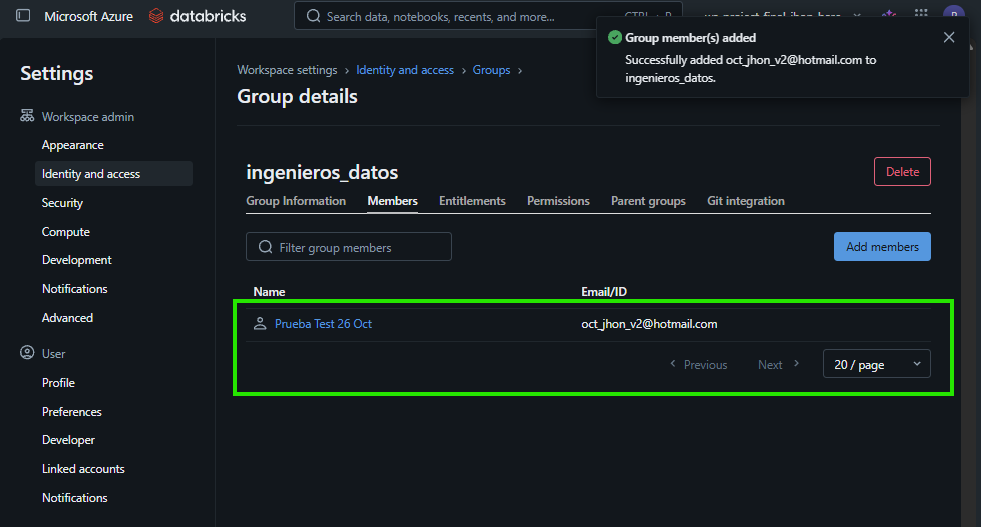 Microsoft Azure
databricks
Search data, notebooks, recents, and more...
Group member(s) added
Successfully added oct_jhon_v2@hotmail.com to
ingenieros_datos.
Settings
Workspace admin
Appearance
Identity and access
Security
Compute
Development
Notifications
Advanced
User
Profile
Preferences
Developer
Linked accounts
Notifications
Workspace settings > Identity and access > Groups >
Group details
ingenieros_datos
Delete
Group Information Members Entitlements Permissions Parent groups Git integration
Filter group members
Add members
Name Email/ID
Prueba Test 26 Oct oct_jhon_v2@hotmail.com
Previous Next 20 / page